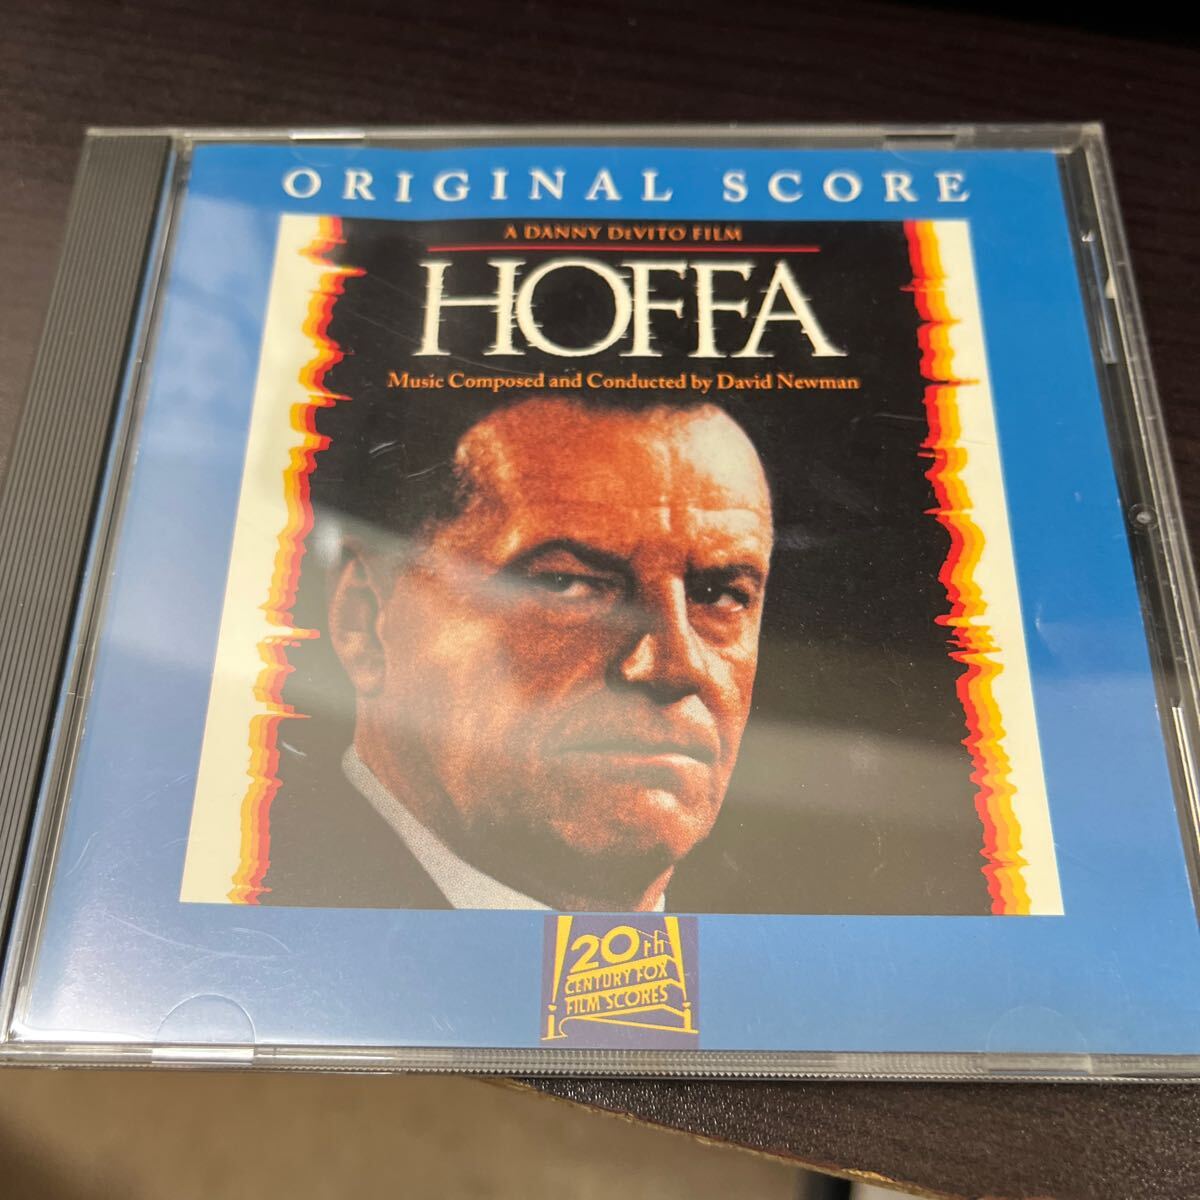 ORIGINAL SCORE
A DANNY DeVITO FILM
HOFFA
Music Composed and Conducted by David Newman
20th
CENTURY FOX
FILM SCORES